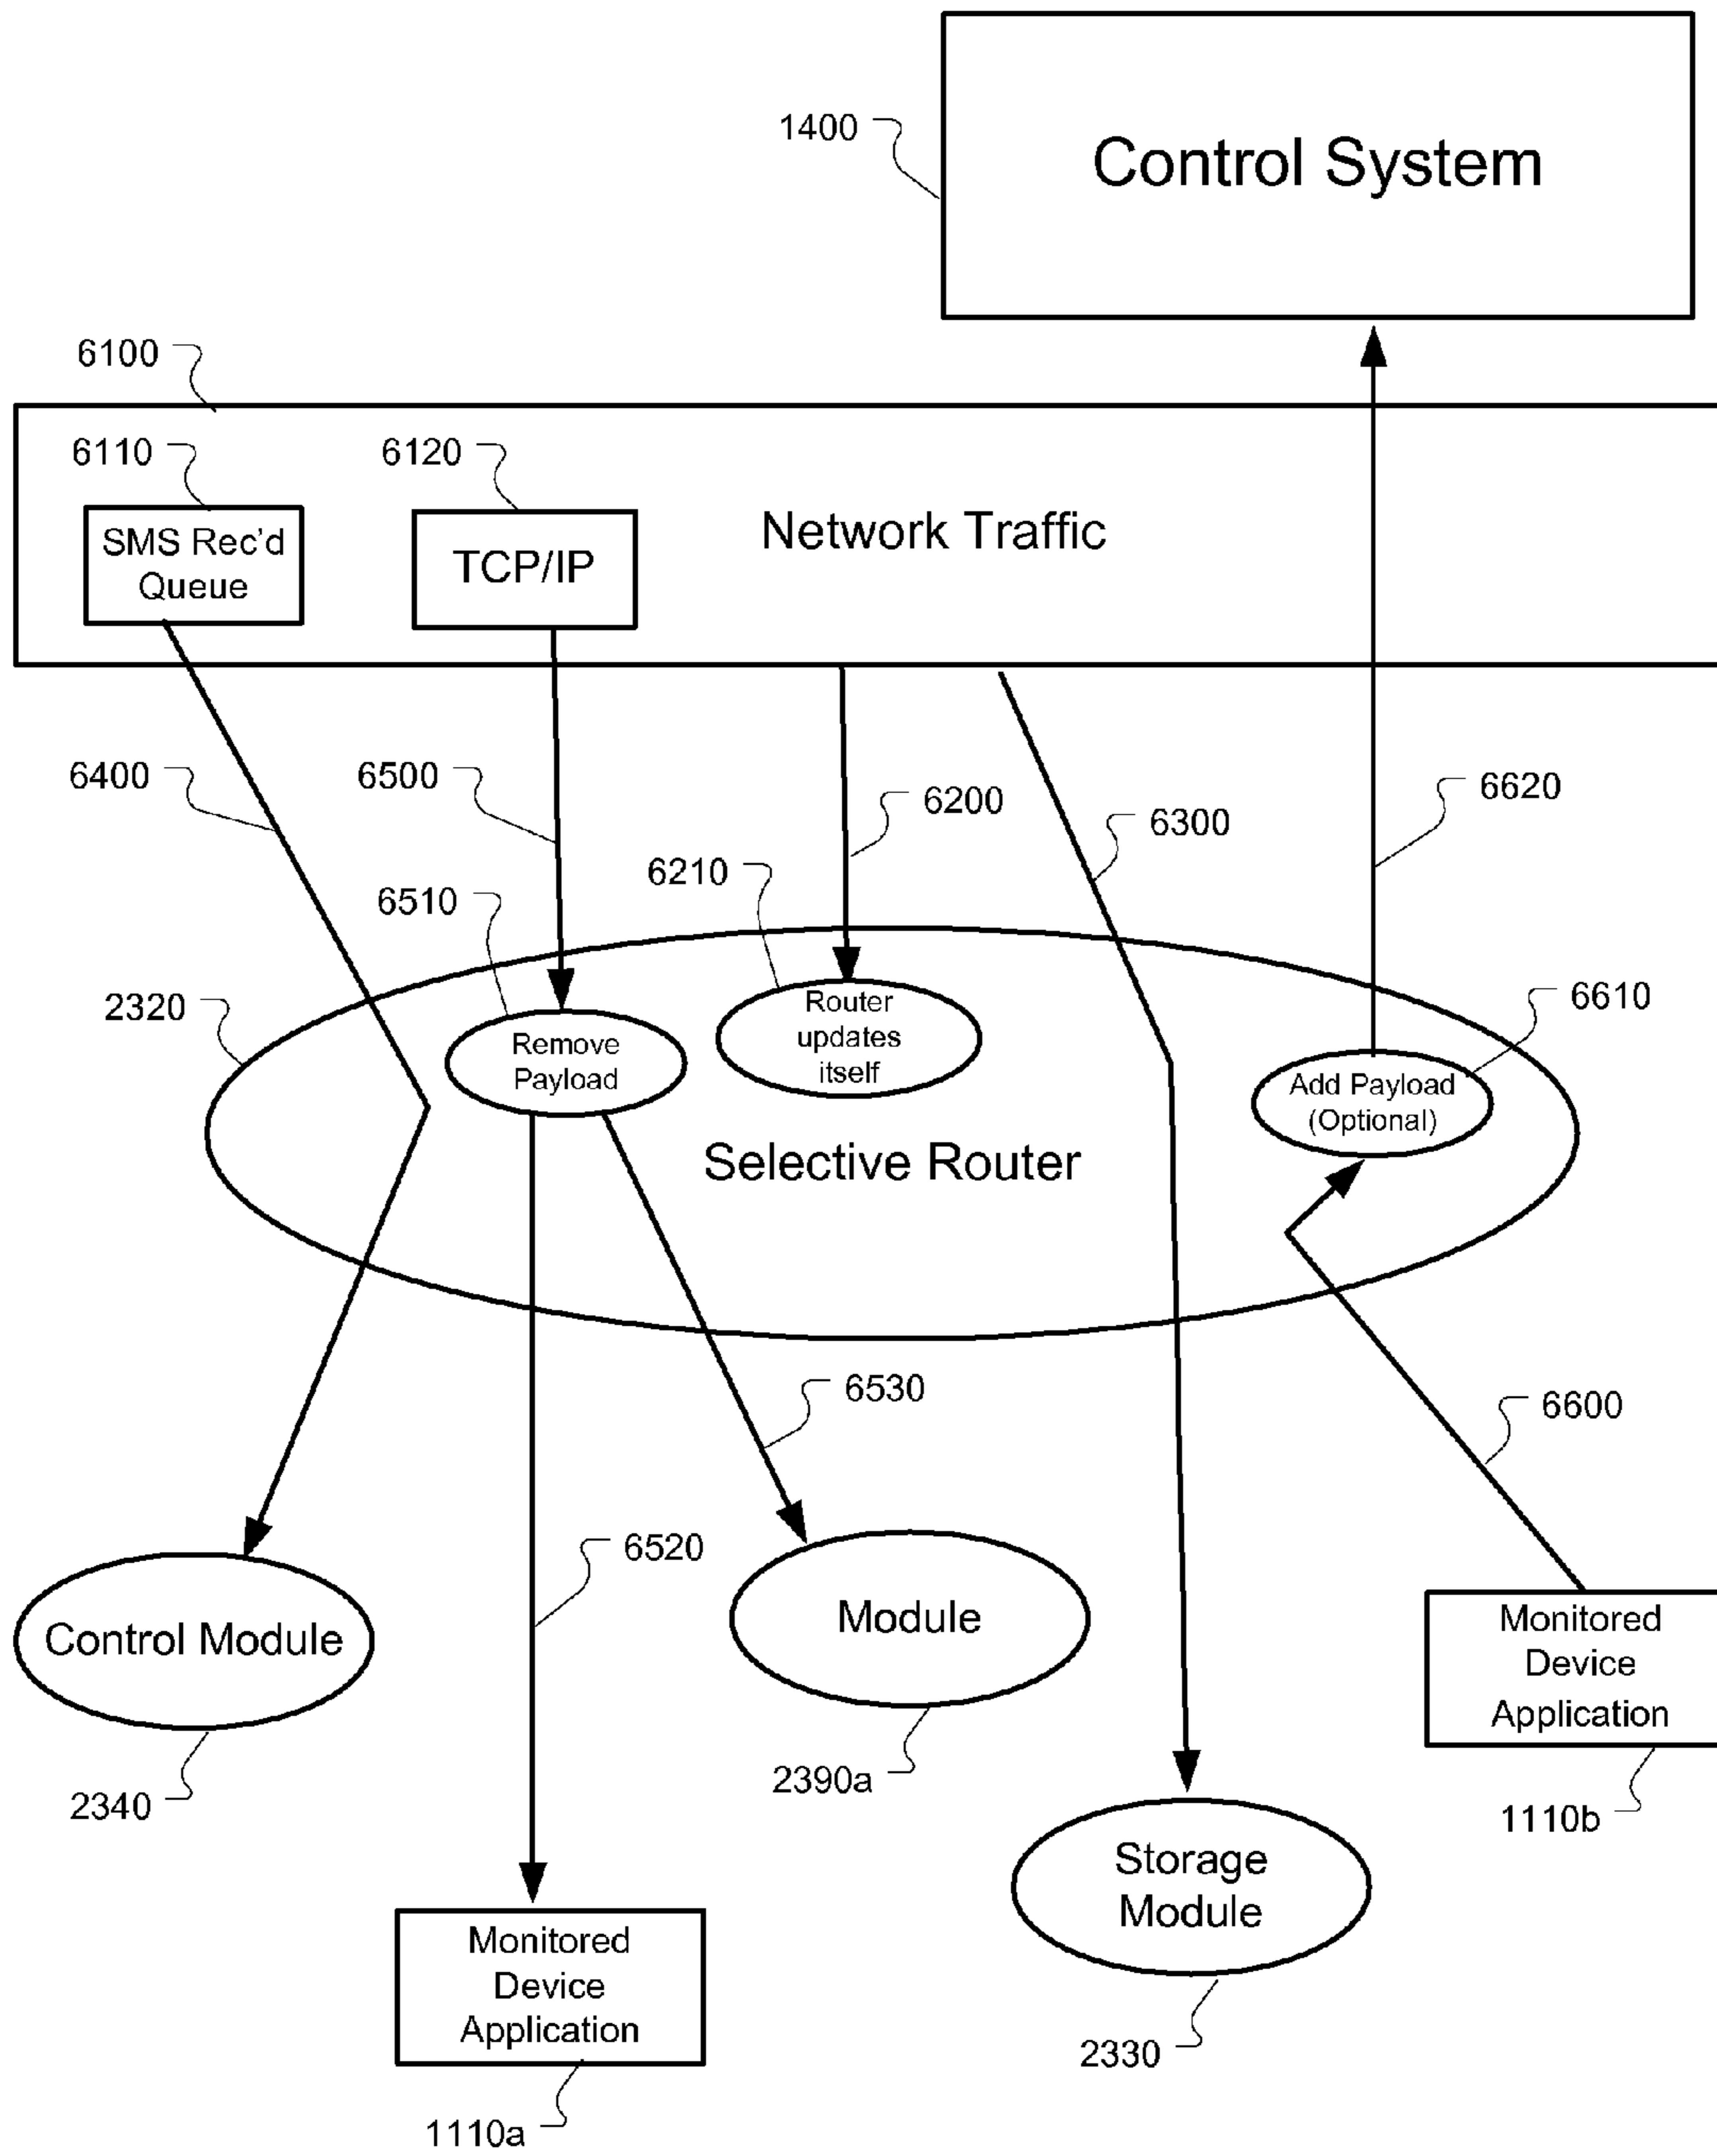 1400
Control System
6100
6110
6120
SMS Rec'd
Queue
TCP/IP
Network Traffic
6400
6500
6200
6300
6620
6210
6510
2320
6610
Remove
Payload
Router
updates
itself
Add Payload
(Optional)
Selective Router
6530
6600
6520
Control Module
Module
Monitored
Device
Application
2340
2390a
1110b
Storage
Module
Monitored
Device
Application
2330
1110a